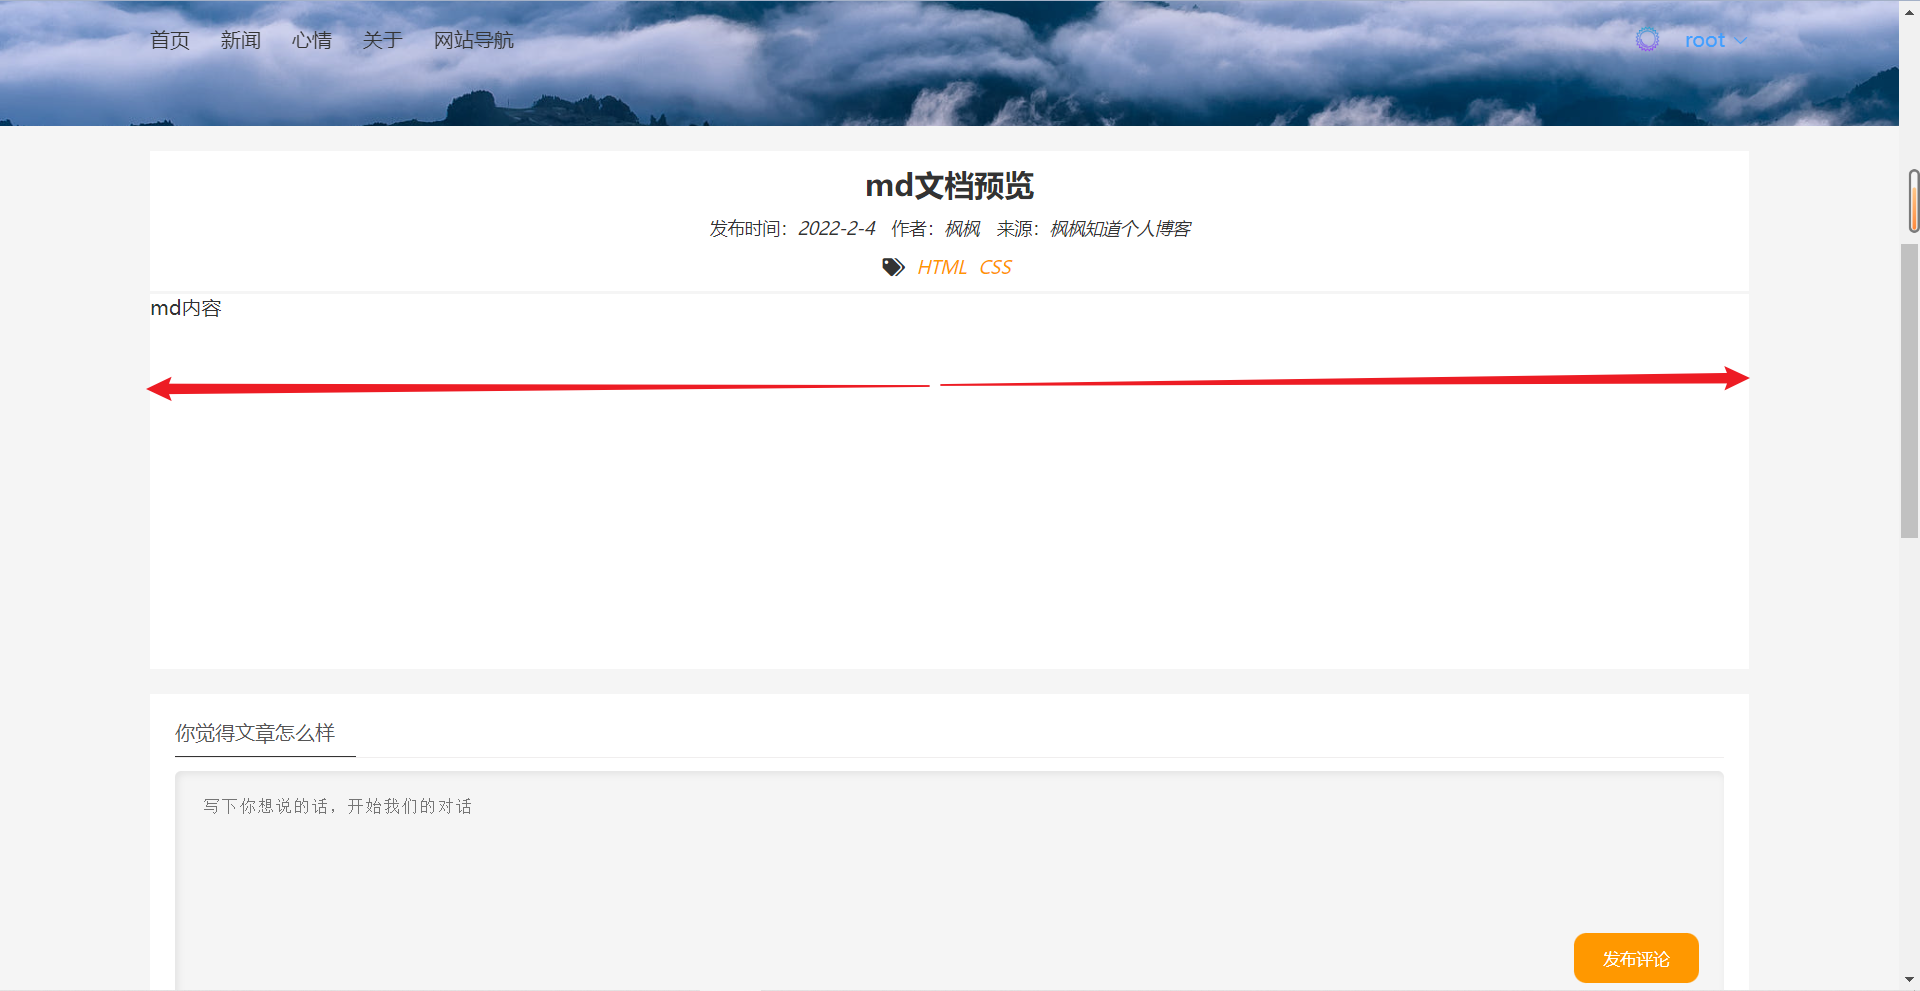 首页 新闻 心情 关于 网站导航 root
md文档预览
发布时间：2022-2-4 作者：枫枫 来源：枫枫知道个人博客
HTML CSS
md内容
你觉得文章怎么样
写下你想说的话，开始我们的对话
发布评论